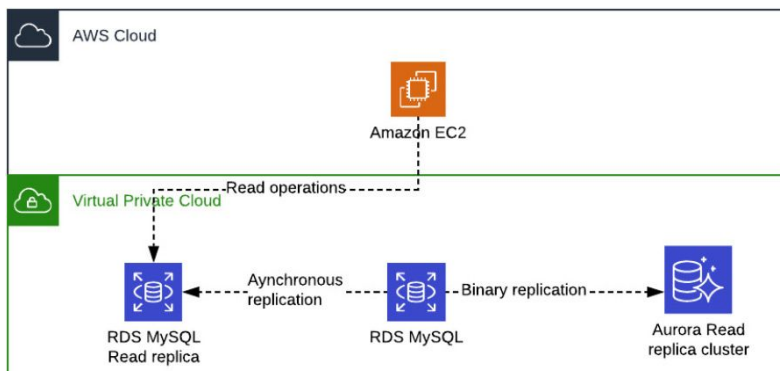 AWS Cloud
Amazon EC2
Read operations
Virtual Private Cloud
Aynchronous
replication
Binary replication
RDS MySQL
Read replica
RDS MySQL
Aurora Read
replica cluster